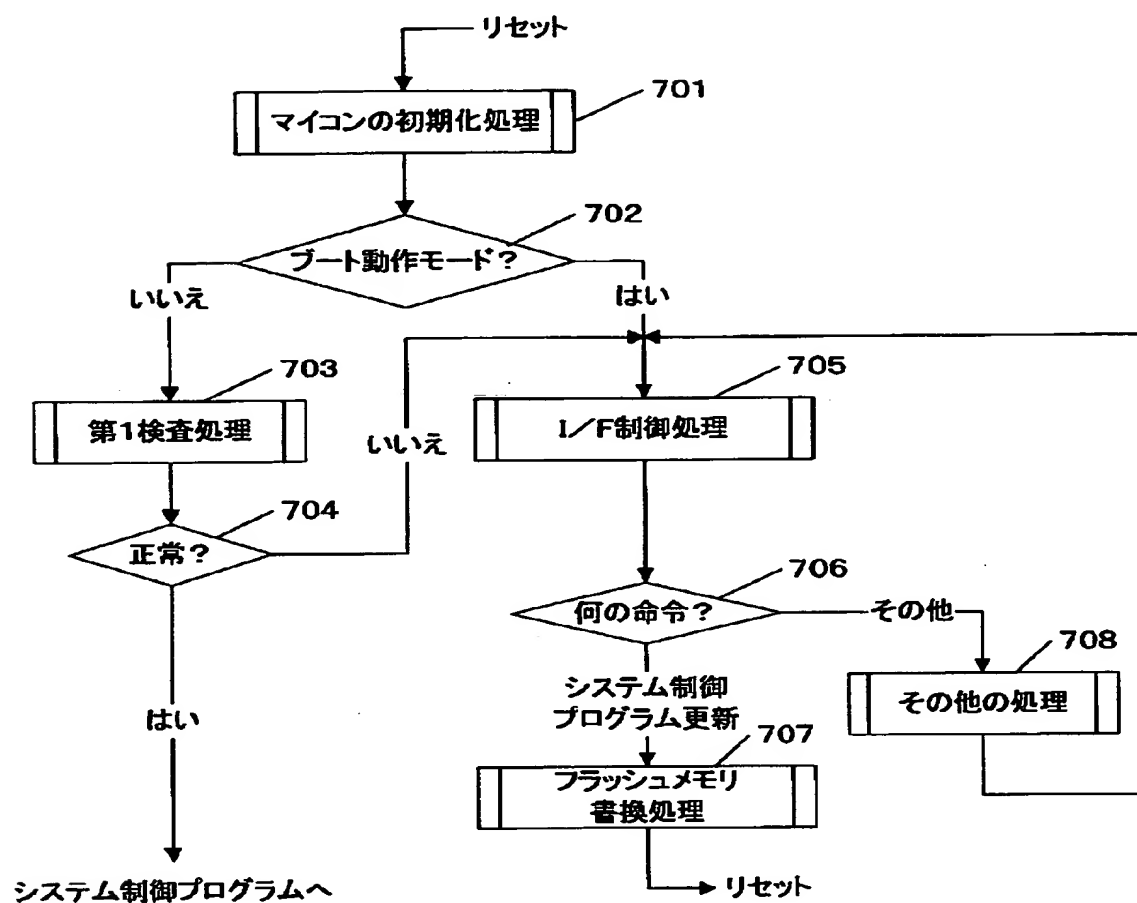 リセット
701
マイコンの初期化処理
702
ブート動作モード?
いいえ
はい
703
第1検査処理
705
I/F制御処理
いいえ
704
正常?
706
何の命令?
その他
708
その他の処理
システム制御
プログラム更新
はい
707
フラッシュメモリ
書換処理
システム制御プログラムへ
リセット